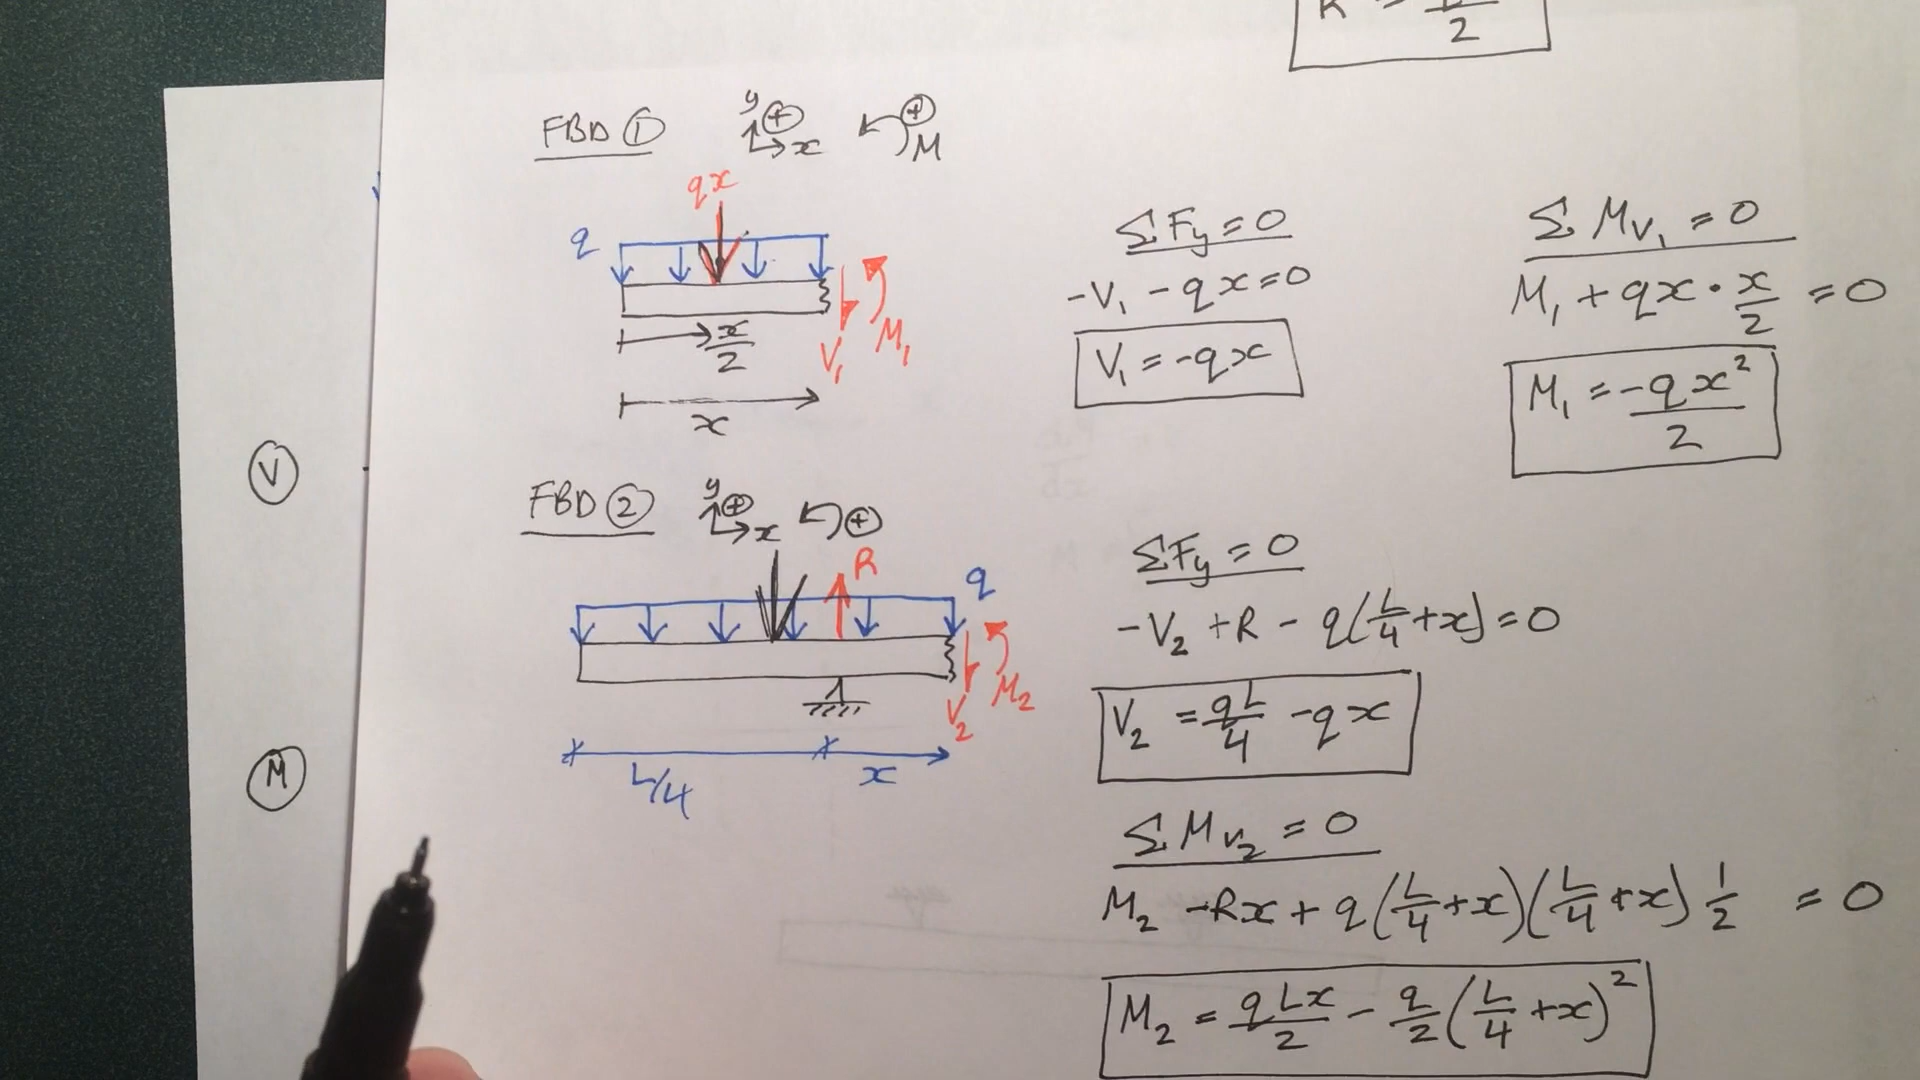 R = L/2
FBD ① y ⊕ x ⊕ M
qx
q
x/2
V₁ M₁
x
ΣFy = 0
-V₁ - qx = 0
V₁ = -qx
ΣM_V₁ = 0
M₁ + qx · x/2 = 0
M₁ = -qx²/2
V
FBD ② y ⊕ x ⊕
R
q
V₂ M₂
L/4 x
M
ΣFy = 0
-V₂ + R - q(L/4 + x) = 0
V₂ = qL/4 - qx
ΣM_V₂ = 0
M₂ - Rx + q(L/4 + x)(L/4 + x) 1/2 = 0
M₂ = qLx/2 - q/2 (L/4 + x)²